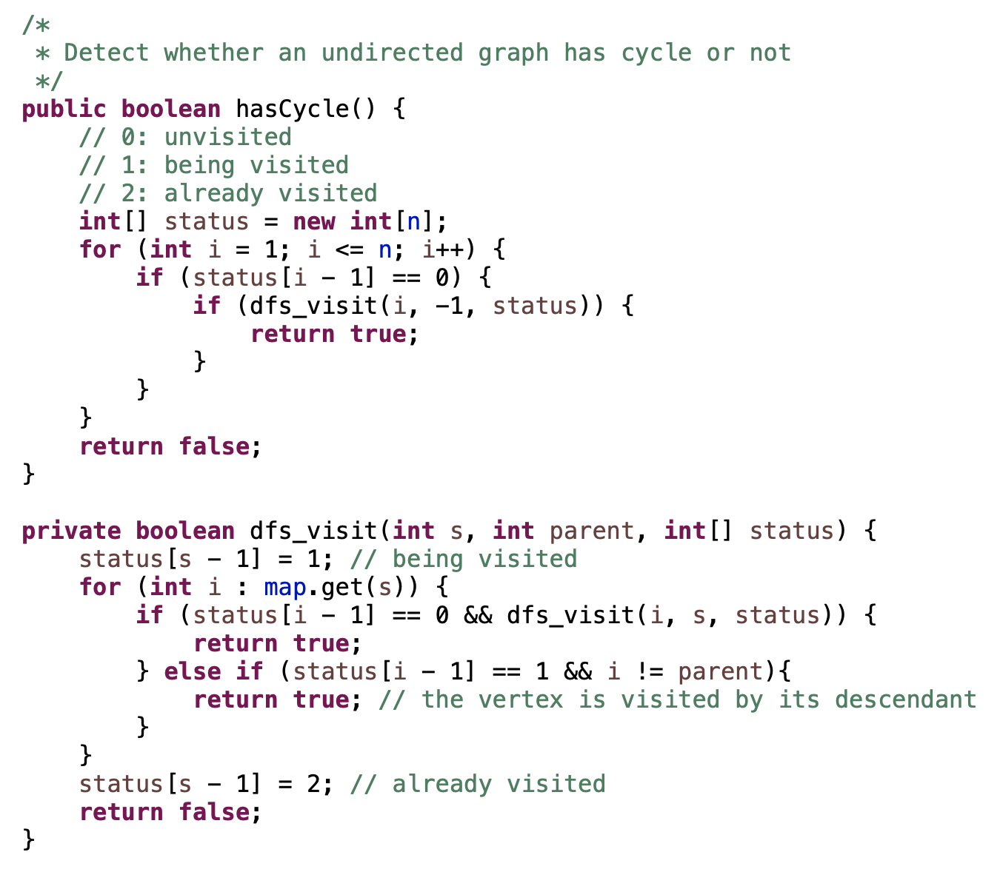 /*
 * Detect whether an undirected graph has cycle or not
 */
public boolean hasCycle() {
    // 0: unvisited
    // 1: being visited
    // 2: already visited
    int[] status = new int[n];
    for (int i = 1; i <= n; i++) {
        if (status[i - 1] == 0) {
            if (dfs_visit(i, -1, status)) {
                return true;
            }
        }
    }
    return false;
}

private boolean dfs_visit(int s, int parent, int[] status) {
    status[s - 1] = 1; // being visited
    for (int i : map.get(s)) {
        if (status[i - 1] == 0 && dfs_visit(i, s, status)) {
            return true;
        } else if (status[i - 1] == 1 && i != parent){
            return true; // the vertex is visited by its descendant
        }
    }
    status[s - 1] = 2; // already visited
    return false;
}